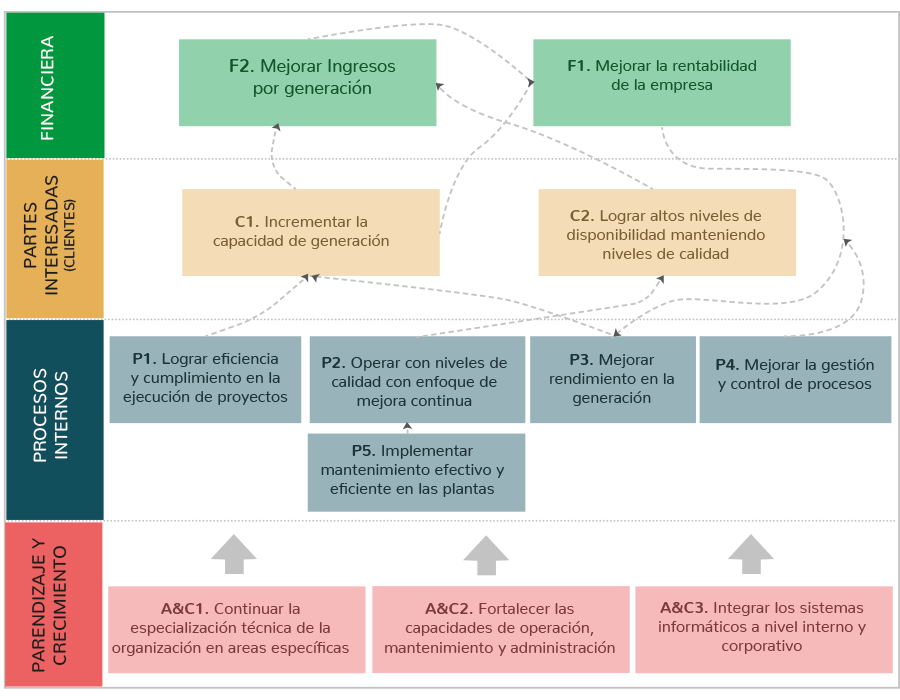 FINANCIERA
F2. Mejorar Ingresos
por generación
F1. Mejorar la rentabilidad
de la empresa
PARTES
INTERESADAS
(CLIENTES)
C1. Incrementar la
capacidad de generación
C2. Lograr altos niveles de
disponibilidad manteniendo
niveles de calidad
PROCESOS
INTERNOS
P1. Lograr eficiencia
y cumplimiento en la
ejecución de proyectos
P2. Operar con niveles de
calidad con enfoque de
mejora continua
P3. Mejorar
rendimiento en la
generación
P4. Mejorar la gestión
y control de procesos
P5. Implementar
mantenimiento efectivo y
eficiente en las plantas
PARENDIZAJE Y
CRECIMIENTO
A&C1. Continuar la
especialización técnica de la
organización en areas específicas
A&C2. Fortalecer las
capacidades de operación,
mantenimiento y administración
A&C3. Integrar los sistemas
informáticos a nivel interno y
corporativo